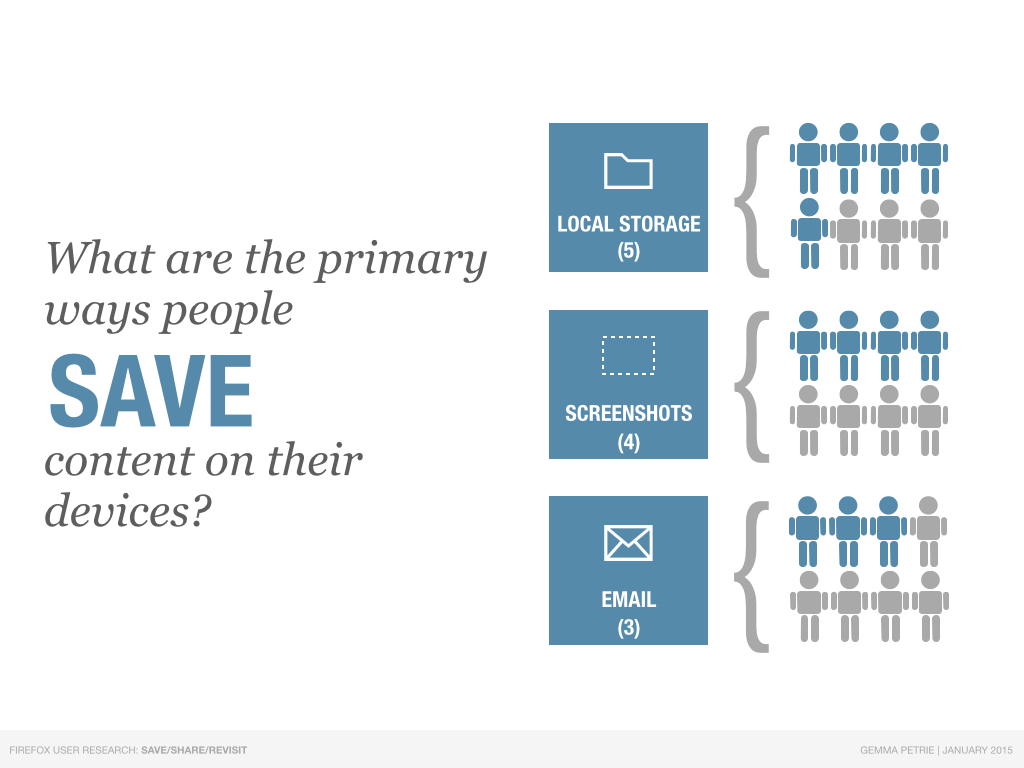 What are the primary
ways people
SAVE
content on their
devices?
LOCAL STORAGE
(5)
SCREENSHOTS
(4)
EMAIL
(3)
FIREFOX USER RESEARCH: SAVE/SHARE/REVISIT
GEMMA PETRIE | JANUARY 2015